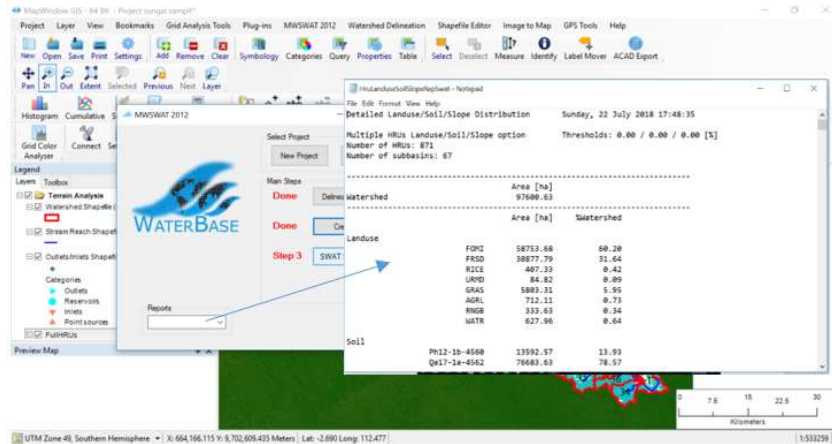 MapWindow GIS - 64 Bit - Project sungai sampit*
Project Layer View Bookmarks Grid Analysis Tools Plug-ins MWSWAT 2012 Watershed Delineation Shapefile Editor Image to Map GPS Tools Help
New Open Save Print Settings Add Remove Clear Symbology Categories Query Properties Table Select Deselect Measure Identify Label Mover ACAD Export
Pan In Out Extent Selected Previous Next Layer
Histogram Cumulative
Grid Color Analyser Connect
Legend
Layers Toolbox
Terrain Analysis
Watershed Shapefile
Stream Reach Shapefile
Outlets/Inlets Shapefile
Categories
Outlets
Reservoirs
Inlets
Point sources
FullHRUs
Preview Map
MWSWAT 2012
WATERBASE
Select Project
New Project
Main Steps
Done
Done
Step 3 SWAT
Reports
HruLanduseSoilSlopeRepSwat - Notepad
File Edit Format View Help
Detailed Landuse/Soil/Slope Distribution Sunday, 22 July 2018 17:48:35
Multiple HRUs Landuse/Soil/Slope option Thresholds: 0.00 / 0.00 / 0.00 [%]
Number of HRUs: 871
Number of subbasins: 67
Area [ha]
Watershed 97600.63
Area [ha] %Watershed
Landuse
FOMI 58753.68 60.20
FRSD 30877.79 31.64
RICE 407.33 0.42
URMD 84.82 0.09
GRAS 5803.31 5.95
AGRL 712.11 0.73
RNGB 333.63 0.34
WATR 627.96 0.64
Soil
Ph12-1b-4560 13592.57 13.93
Qe17-1a-4562 76683.63 78.57
0 7.5 15 22.5 30
Kilometers
UTM Zone 49, Southern Hemisphere X: 664,166.115 Y: 9,702,609.435 Meters Lat: -2.690 Long: 112.477 1:533259